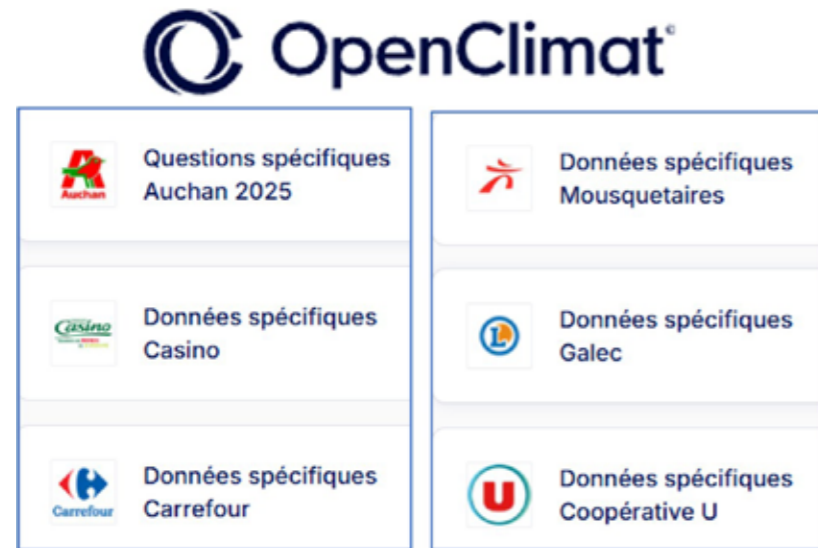 OpenClimat
Questions spécifiques
Auchan 2025
Auchan
Données spécifiques
Casino
Casino
Données spécifiques
Carrefour
Carrefour
Données spécifiques
Mousquetaires
L
Données spécifiques
Galec
U
Données spécifiques
Coopérative U